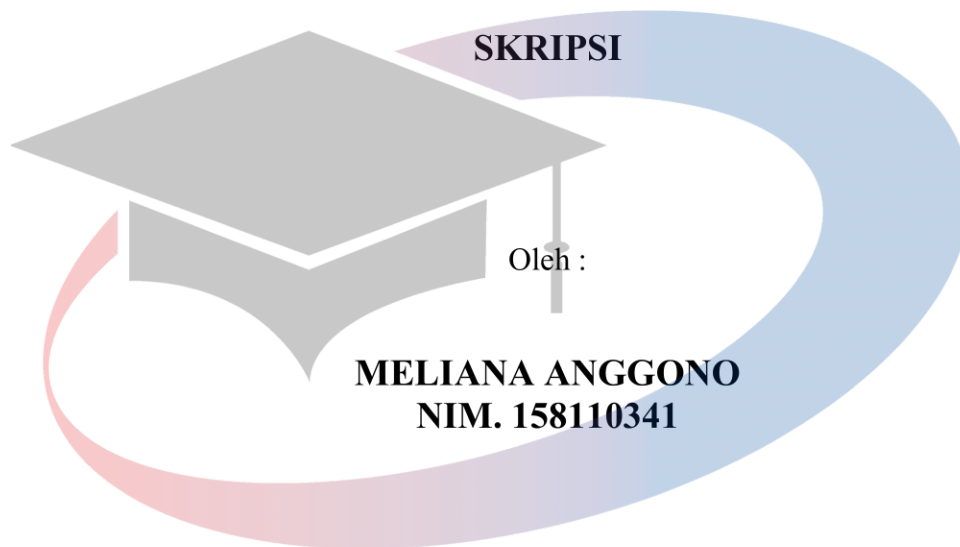 SKRIPSI
Oleh :
MELIANA ANGGONO
NIM. 158110341